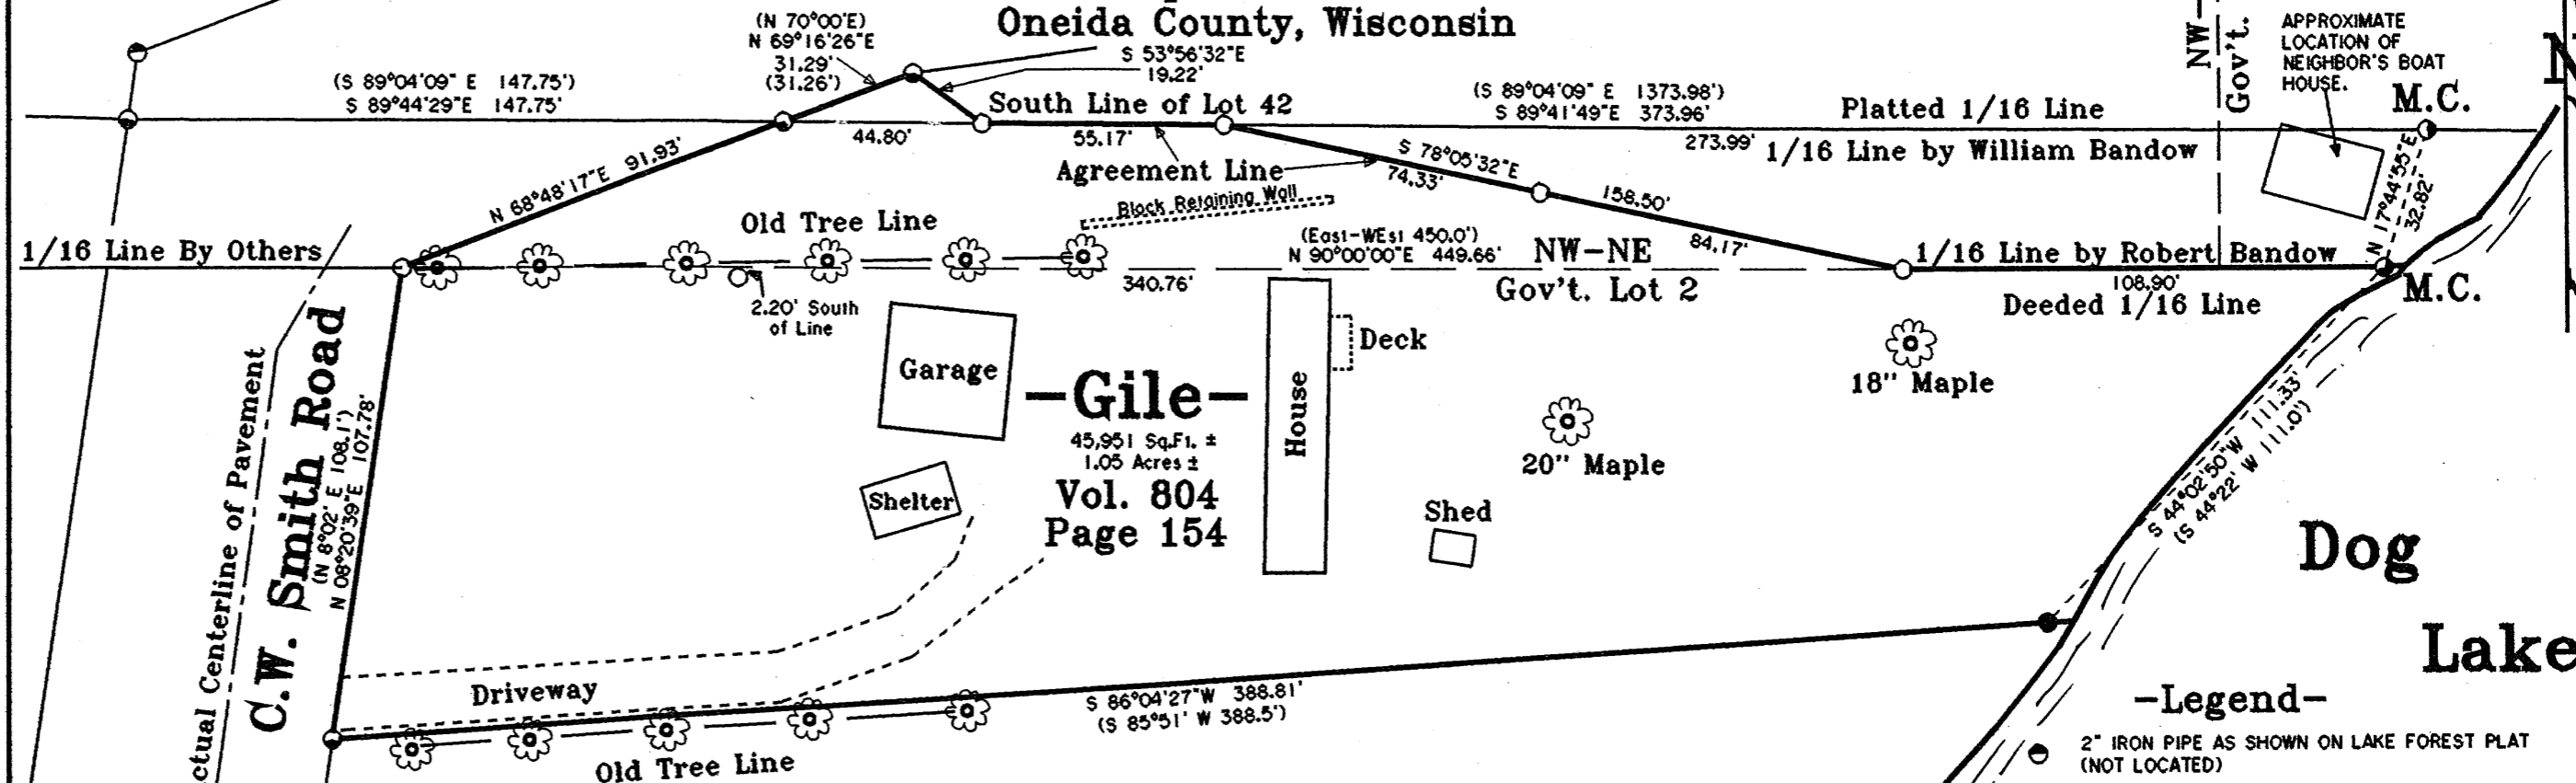 Oneida County, Wisconsin
(N 70°00'E)
N 69°16'26"E
31.29'
(31.26')
S 53°56'32"E
19.22'
(S 89°04'09" E 147.75')
S 89°44'29"E 147.75'
South Line of Lot 42
(S 89°04'09" E 1373.98')
S 89°41'49"E 373.96'
Platted 1/16 Line
NW-
Gov't.
APPROXIMATE
LOCATION OF
NEIGHBOR'S BOAT
HOUSE.
M.C.
44.80'
55.17'
273.99'
1/16 Line by William Bandow
Agreement Line
S 78°05'32"E
74.33'
158.50'
84.17'
N 68°48'17"E 91.93'
Block Retaining Wall
Old Tree Line
N 17°44'55"E
32.82'
1/16 Line By Others
(East-WEst 450.0')
N 90°00'00"E 449.66'
NW-NE
1/16 Line by Robert Bandow
340.76'
Gov't. Lot 2
108.90'
Deeded 1/16 Line
M.C.
2.20' South
of Line
Garage
Deck
House
-Gile-
45,951 Sq.Ft. ±
1.05 Acres ±
Vol. 804
Page 154
18" Maple
20" Maple
Shelter
Shed
S 44°02'50"W 111.33'
(S 44°22' W 111.0')
C.W. Smith Road
(N 8°02' E 108.1')
N 08°20'39"E 107.78'
ctual Centerline of Pavement
Dog
Lake
Driveway
S 86°04'27"W 388.81'
(S 85°51' W 388.5')
Old Tree Line
-Legend-
2" IRON PIPE AS SHOWN ON LAKE FOREST PLAT
(NOT LOCATED)